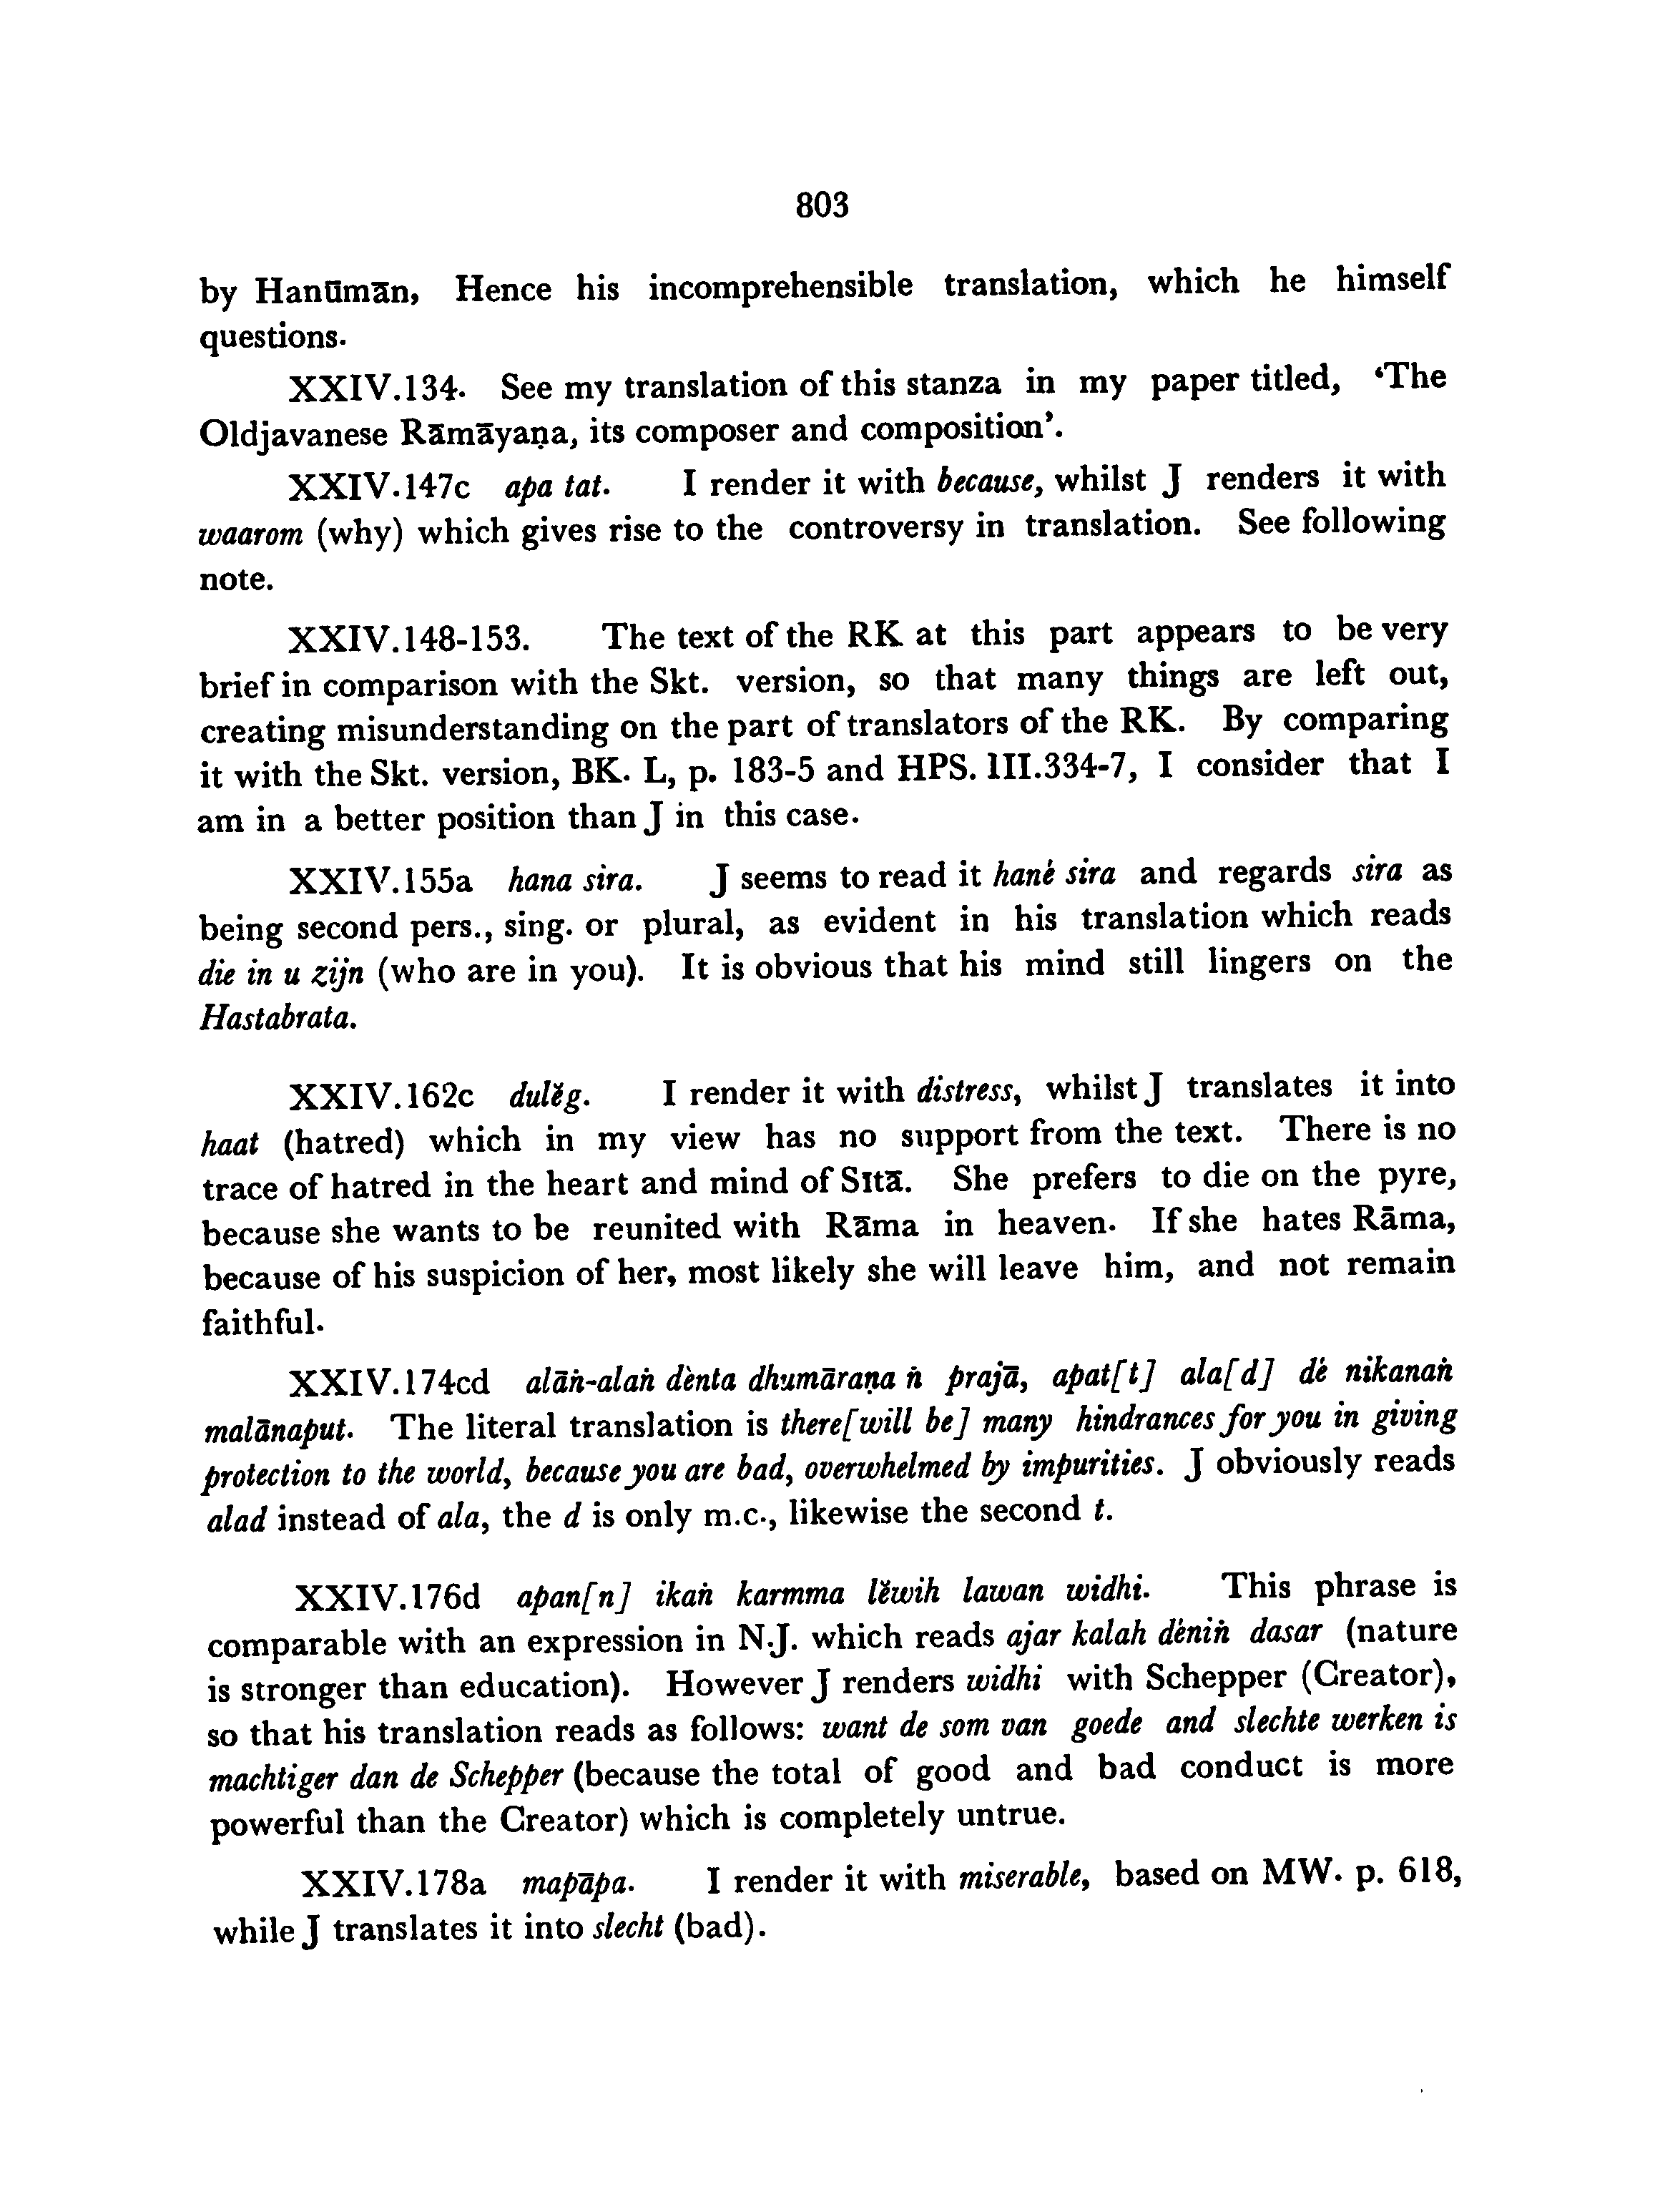 803
by Hanūmān, Hence his incomprehensible translation, which he himself
questions.
XXIV.134. See my translation of this stanza in my paper titled, ‘The
Oldjavanese Rāmāyaṇa, its composer and composition’.
XXIV.147c apa tat. I render it with because, whilst J renders it with
waarom (why) which gives rise to the controversy in translation. See following
note.
XXIV.148-153. The text of the RK at this part appears to be very
brief in comparison with the Skt. version, so that many things are left out,
creating misunderstanding on the part of translators of the RK. By comparing
it with the Skt. version, BK. L, p. 183-5 and HPS. III.334-7, I consider that I
am in a better position than J in this case.
XXIV.155a hana sira. J seems to read it hané sira and regards sira as
being second pers., sing. or plural, as evident in his translation which reads
die in u zijn (who are in you). It is obvious that his mind still lingers on the
Hastabrata.
XXIV.162c dulĕg. I render it with distress, whilst J translates it into
haat (hatred) which in my view has no support from the text. There is no
trace of hatred in the heart and mind of Sītā. She prefers to die on the pyre,
because she wants to be reunited with Rāma in heaven. If she hates Rāma,
because of his suspicion of her, most likely she will leave him, and not remain
faithful.
XXIV.174cd alāṅ-alaṅ dènta dhumāraṇa ṅ prajā, apat[t] ala[d] dé nikanaṅ
malānaput. The literal translation is there[will be] many hindrances for you in giving
protection to the world, because you are bad, overwhelmed by impurities. J obviously reads
alad instead of ala, the d is only m.c., likewise the second t.
XXIV.176d apan[n] ikaṅ karmma lĕwih lawan widhi. This phrase is
comparable with an expression in N.J. which reads ajar kalah dèniṅ dasar (nature
is stronger than education). However J renders widhi with Schepper (Creator),
so that his translation reads as follows: want de som van goede and slechte werken is
machtiger dan de Schepper (because the total of good and bad conduct is more
powerful than the Creator) which is completely untrue.
XXIV.178a mapāpa. I render it with miserable, based on MW. p. 618,
while J translates it into slecht (bad).